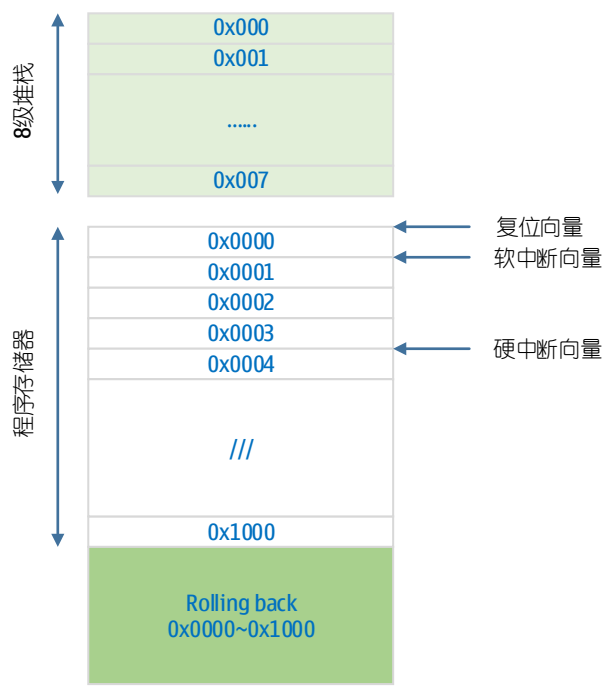 8级堆栈
0x000
0x001
......
0x007
程序存储器
0x0000
复位向量
0x0001
软中断向量
0x0002
0x0003
0x0004
硬中断向量
///
0x1000
Rolling back
0x0000~0x1000